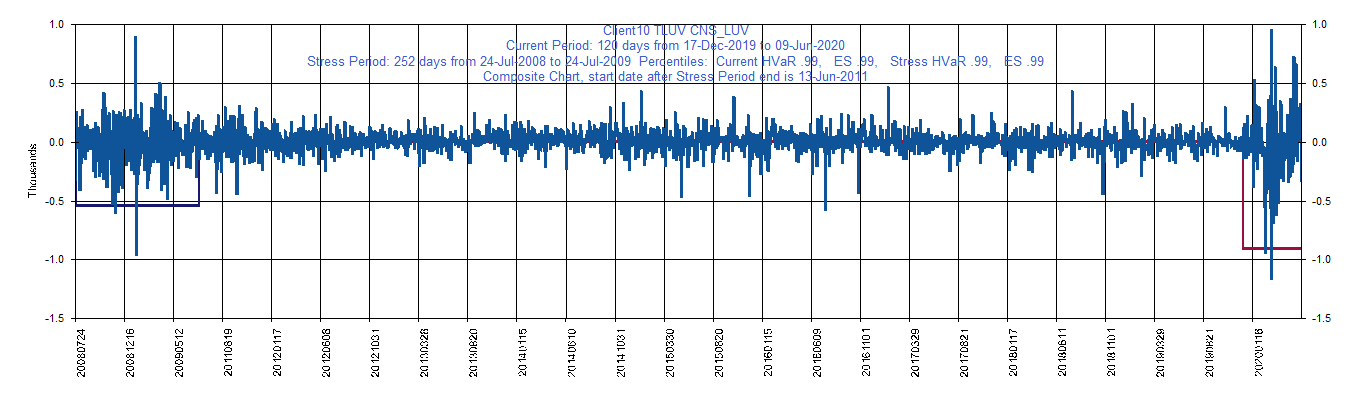 Client10 TLUV CNS_LUV
Current Period: 120 days from 17-Dec-2019 to 09-Jun-2020
Stress Period: 252 days from 24-Jul-2008 to 24-Jul-2009 Percentiles: Current HVaR .99, ES .99, Stress HVaR .99, ES .99
Composite Chart, start date after Stress Period end is 13-Jun-2011
1.0 1.0
0.5 0.5
0.0 0.0
Thousands
-0.5 -0.5
-1.0 -1.0
-1.5 -1.5
20080724 20081216 20090512 20110819 20120117 20120608 20121031 20130328 20130820 20140115 20140610 20141031 20150330 20150820 20160115 20160609 20161101 20170329 20170821 20180117 20180611 20181101 20190329 20190821 20200116